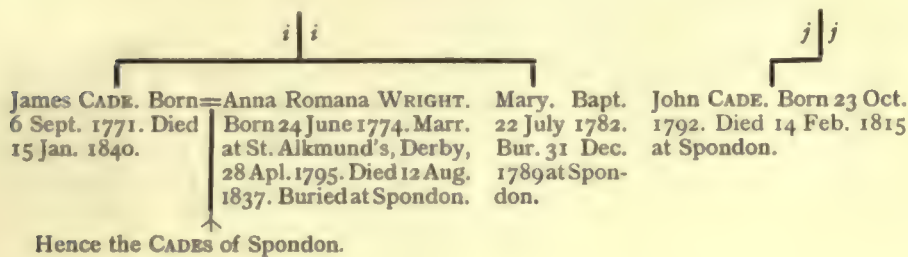 i i
j j
James CADE. Born=
6 Sept. 1771. Died
15 Jan. 1840.
Anna Romana WRIGHT.
Born 24 June 1774. Marr.
at St. Alkmund's, Derby,
28 Apl. 1795. Died 12 Aug.
1837. Buried at Spondon.
Mary. Bapt.
22 July 1782.
Bur. 31 Dec.
1789 at Spon-
don.
John CADE. Born 23 Oct.
1792. Died 14 Feb. 1815
at Spondon.
Hence the CADES of Spondon.